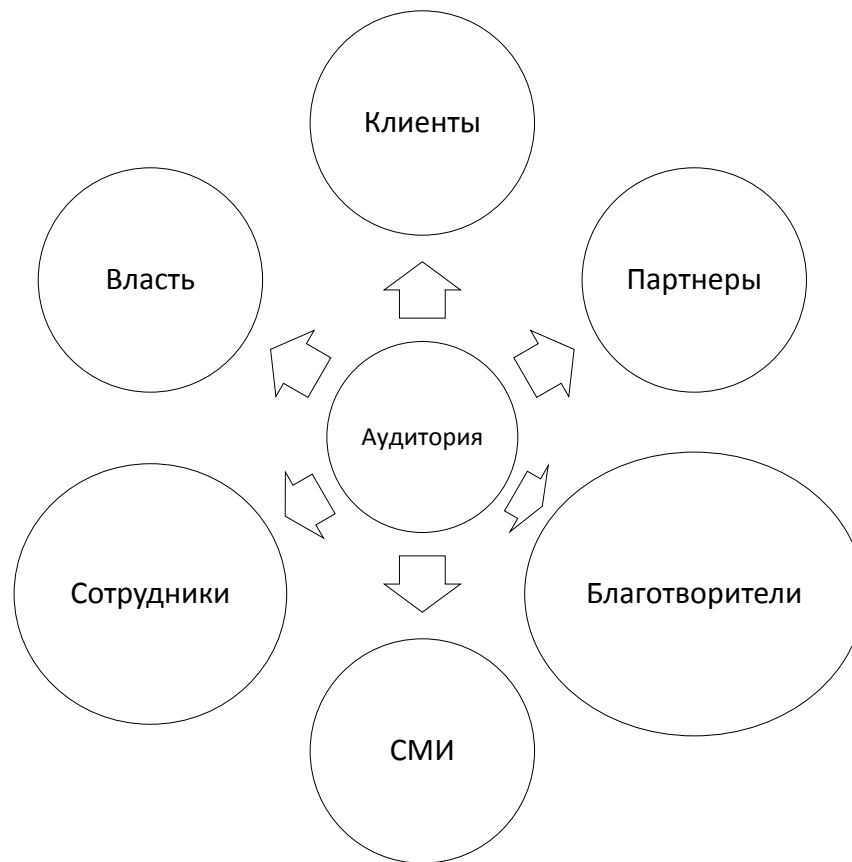 Клиенты
Власть
Партнеры
Аудитория
Сотрудники
Благотворители
СМИ